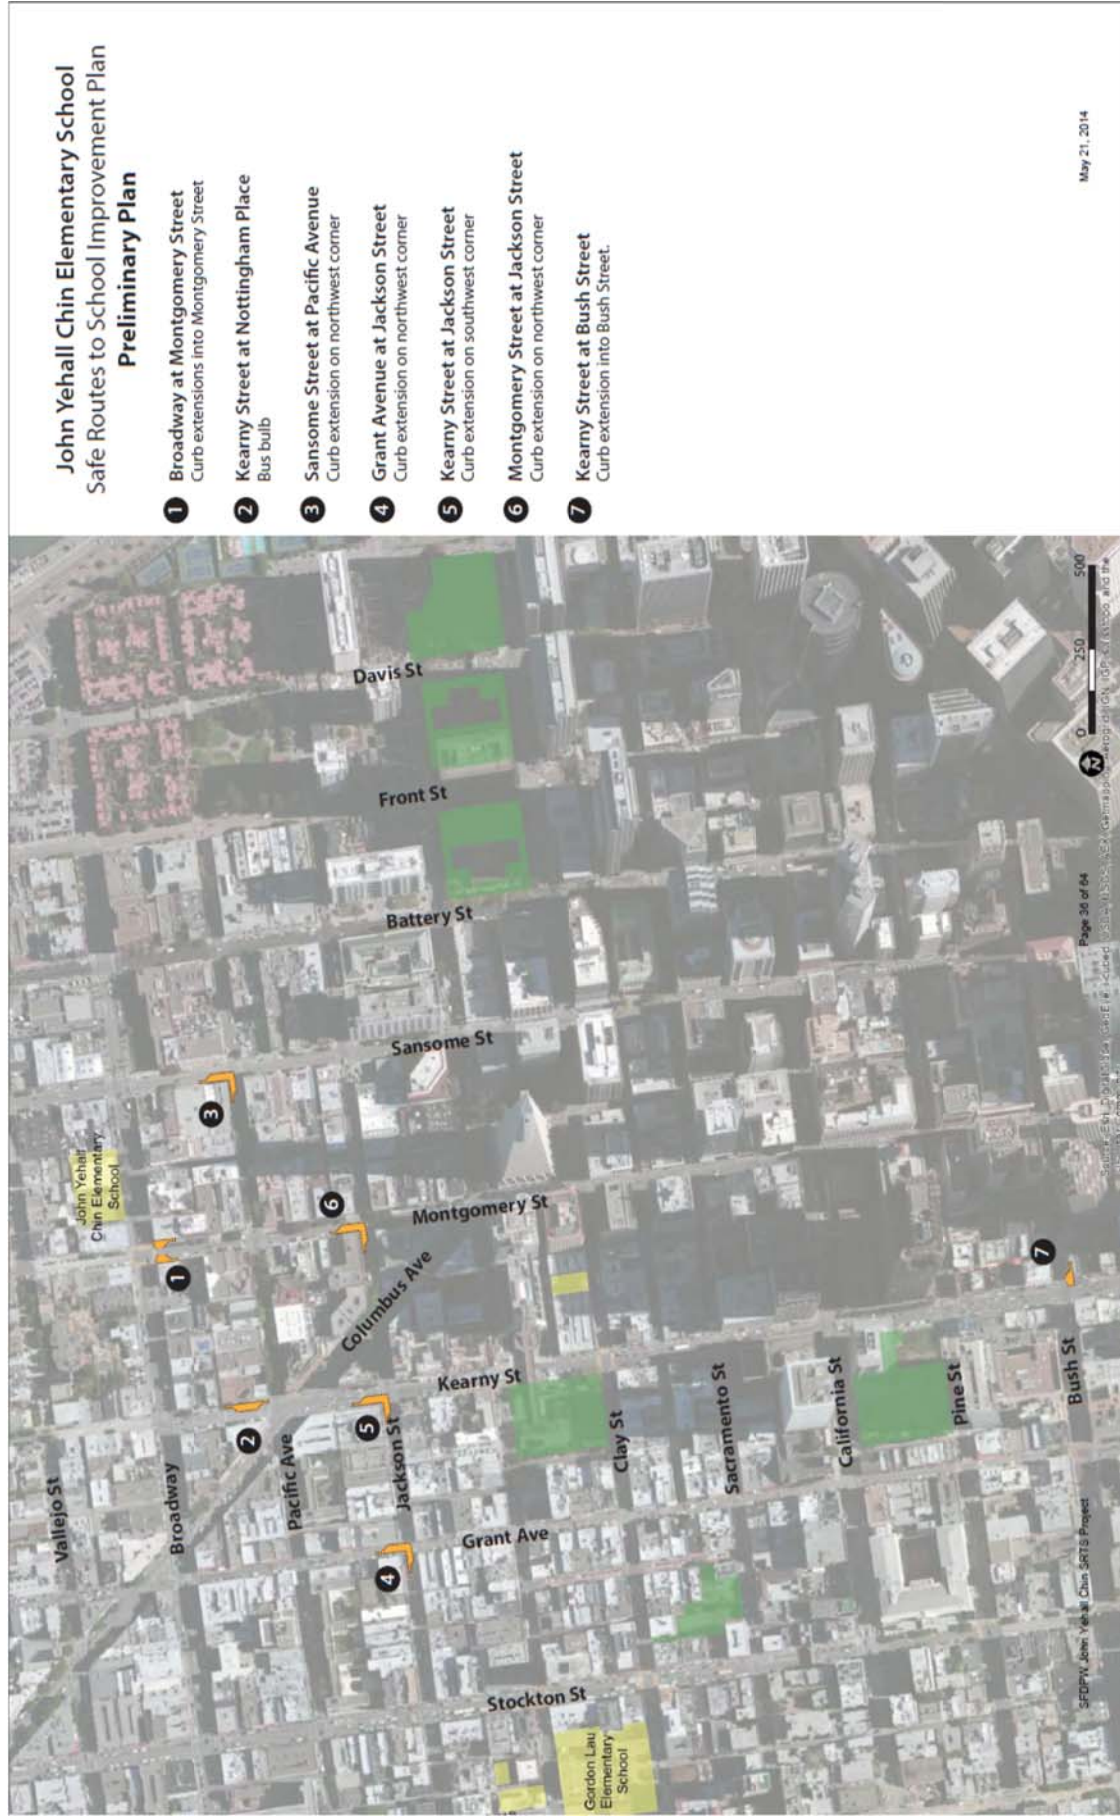 John Yehall Chin Elementary School
Safe Routes to School Improvement Plan
Preliminary Plan
1 Broadway at Montgomery Street
Curb extensions into Montgomery Street
2 Kearny Street at Nottingham Place
Bus bulb
3 Sansome Street at Pacific Avenue
Curb extension on northwest corner
4 Grant Avenue at Jackson Street
Curb extension on northwest corner
5 Kearny Street at Jackson Street
Curb extension on southwest corner
6 Montgomery Street at Jackson Street
Curb extension on northwest corner
7 Kearny Street at Bush Street
Curb extension into Bush Street.
May 21, 2014
Vallejo St
Broadway
Pacific Ave
Jackson St
Clay St
Sacramento St
California St
Pine St
Bush St
Stockton St
Grant Ave
Kearny St
Columbus Ave
Montgomery St
Sansome St
Battery St
Front St
Davis St
John Yehall
Chin Elementary
School
Gordon Lau
Elementary
School
1
2
3
4
5
6
7
N
0 250 500
SFDPW John Yehall Chin SRTS Project
Page 36 of 64